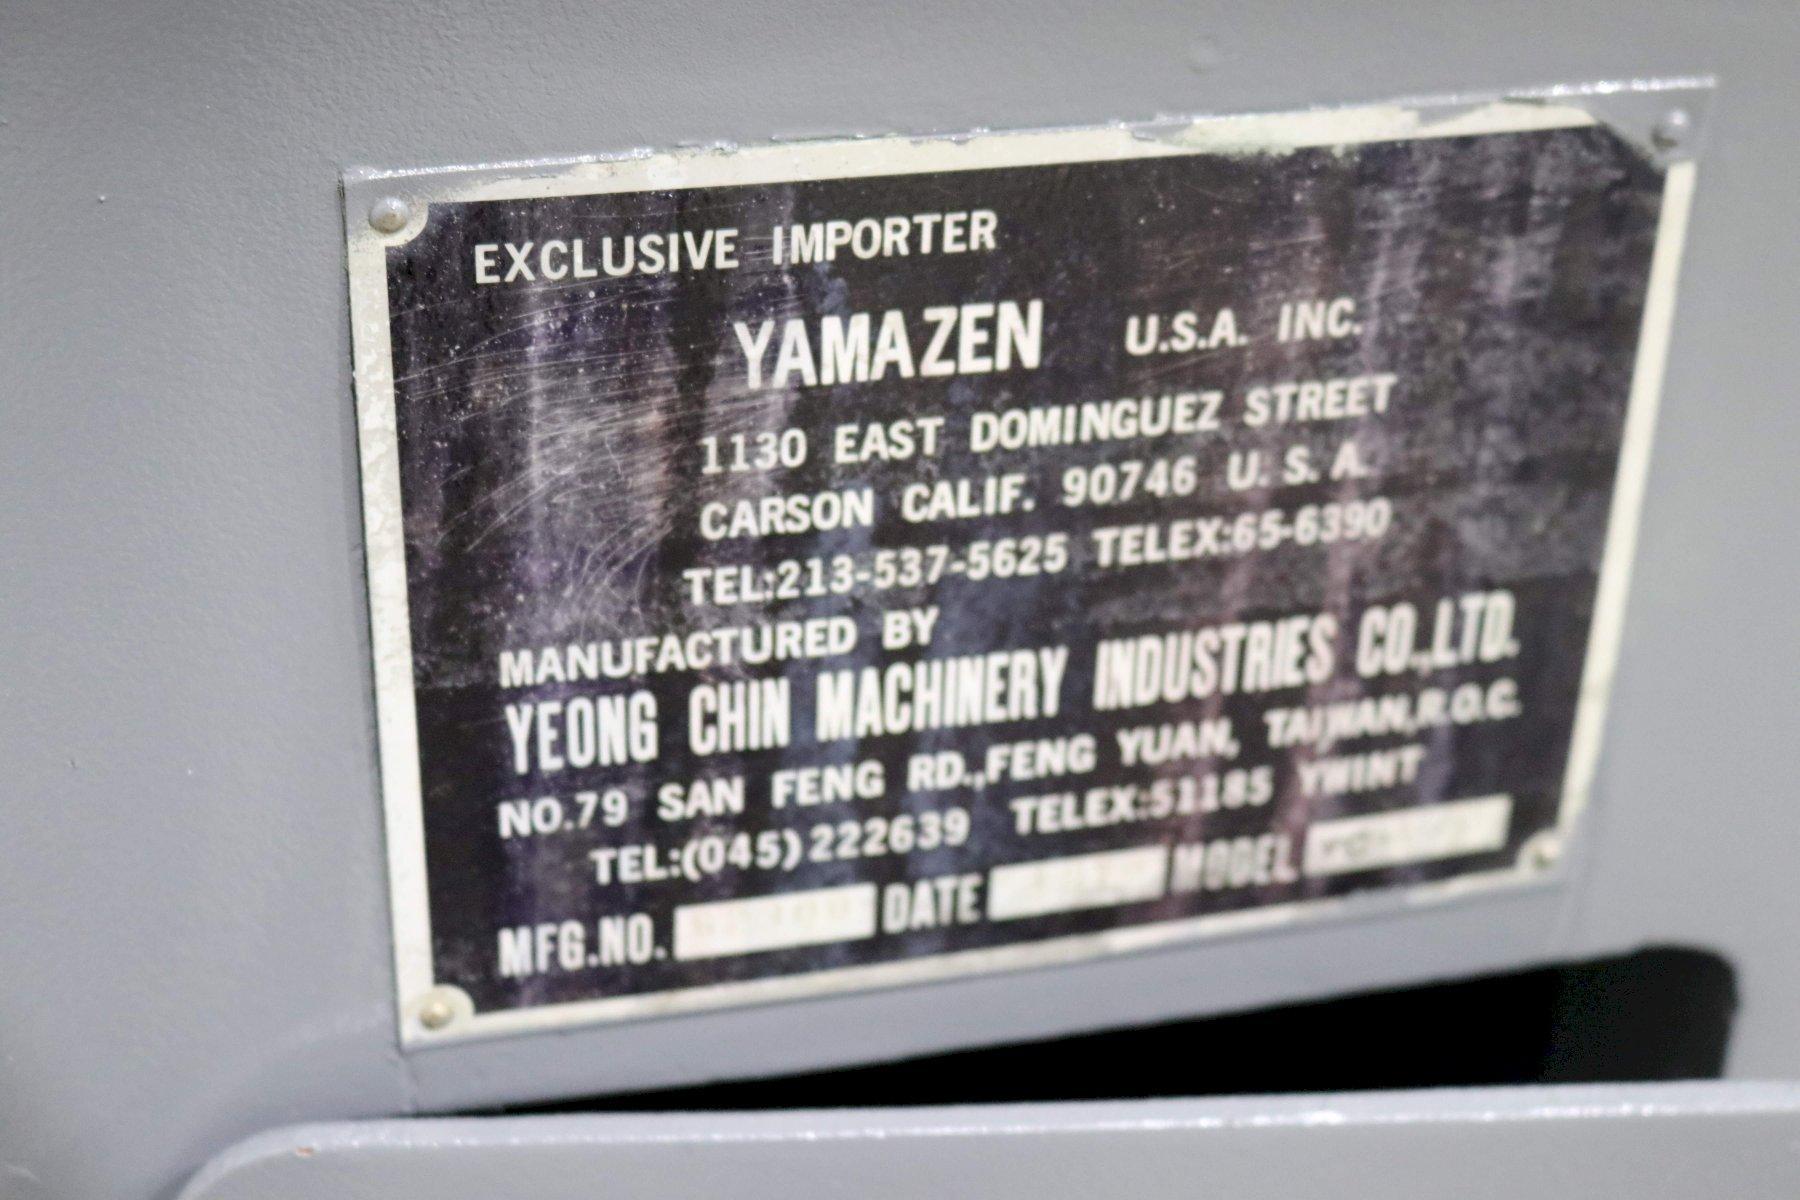 EXCLUSIVE IMPORTER
YAMAZEN U.S.A. INC.
1130 EAST DOMINGUEZ STREET
CARSON CALIF. 90746 U. S. A.
TEL:213-537-5625 TELEX:65-6390
MANUFACTURED BY
YEONG CHIN MACHINERY INDUSTRIES CO.,LTD.
NO.79 SAN FENG RD.,FENG YUAN, TAIWAN,R.O.C.
TEL:(045)222639 TELEX:51185 YMINT
MFG.NO. DATE MODEL